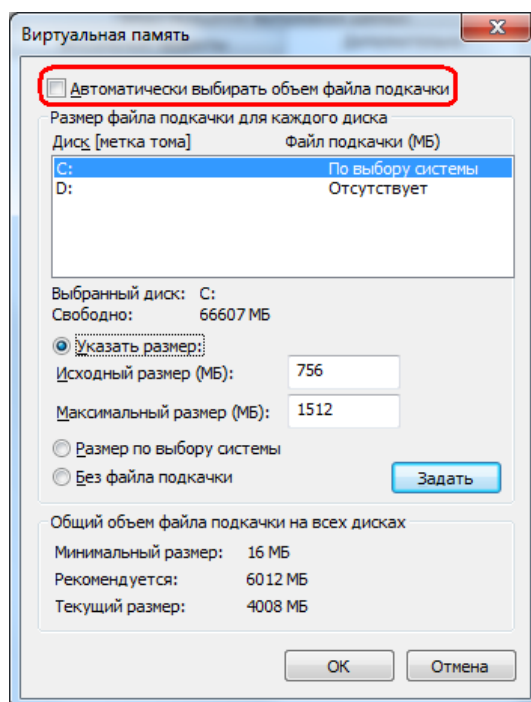 Виртуальная память
Автоматически выбирать объем файла подкачки
Размер файла подкачки для каждого диска
Диск [метка тома] Файл подкачки (МБ)
C: По выбору системы
D: Отсутствует
Выбранный диск: C:
Свободно: 66607 МБ
Указать размер:
Исходный размер (МБ): 756
Максимальный размер (МБ): 1512
Размер по выбору системы
Без файла подкачки Задать
Общий объем файла подкачки на всех дисках
Минимальный размер: 16 МБ
Рекомендуется: 6012 МБ
Текущий размер: 4008 МБ
OK Отмена